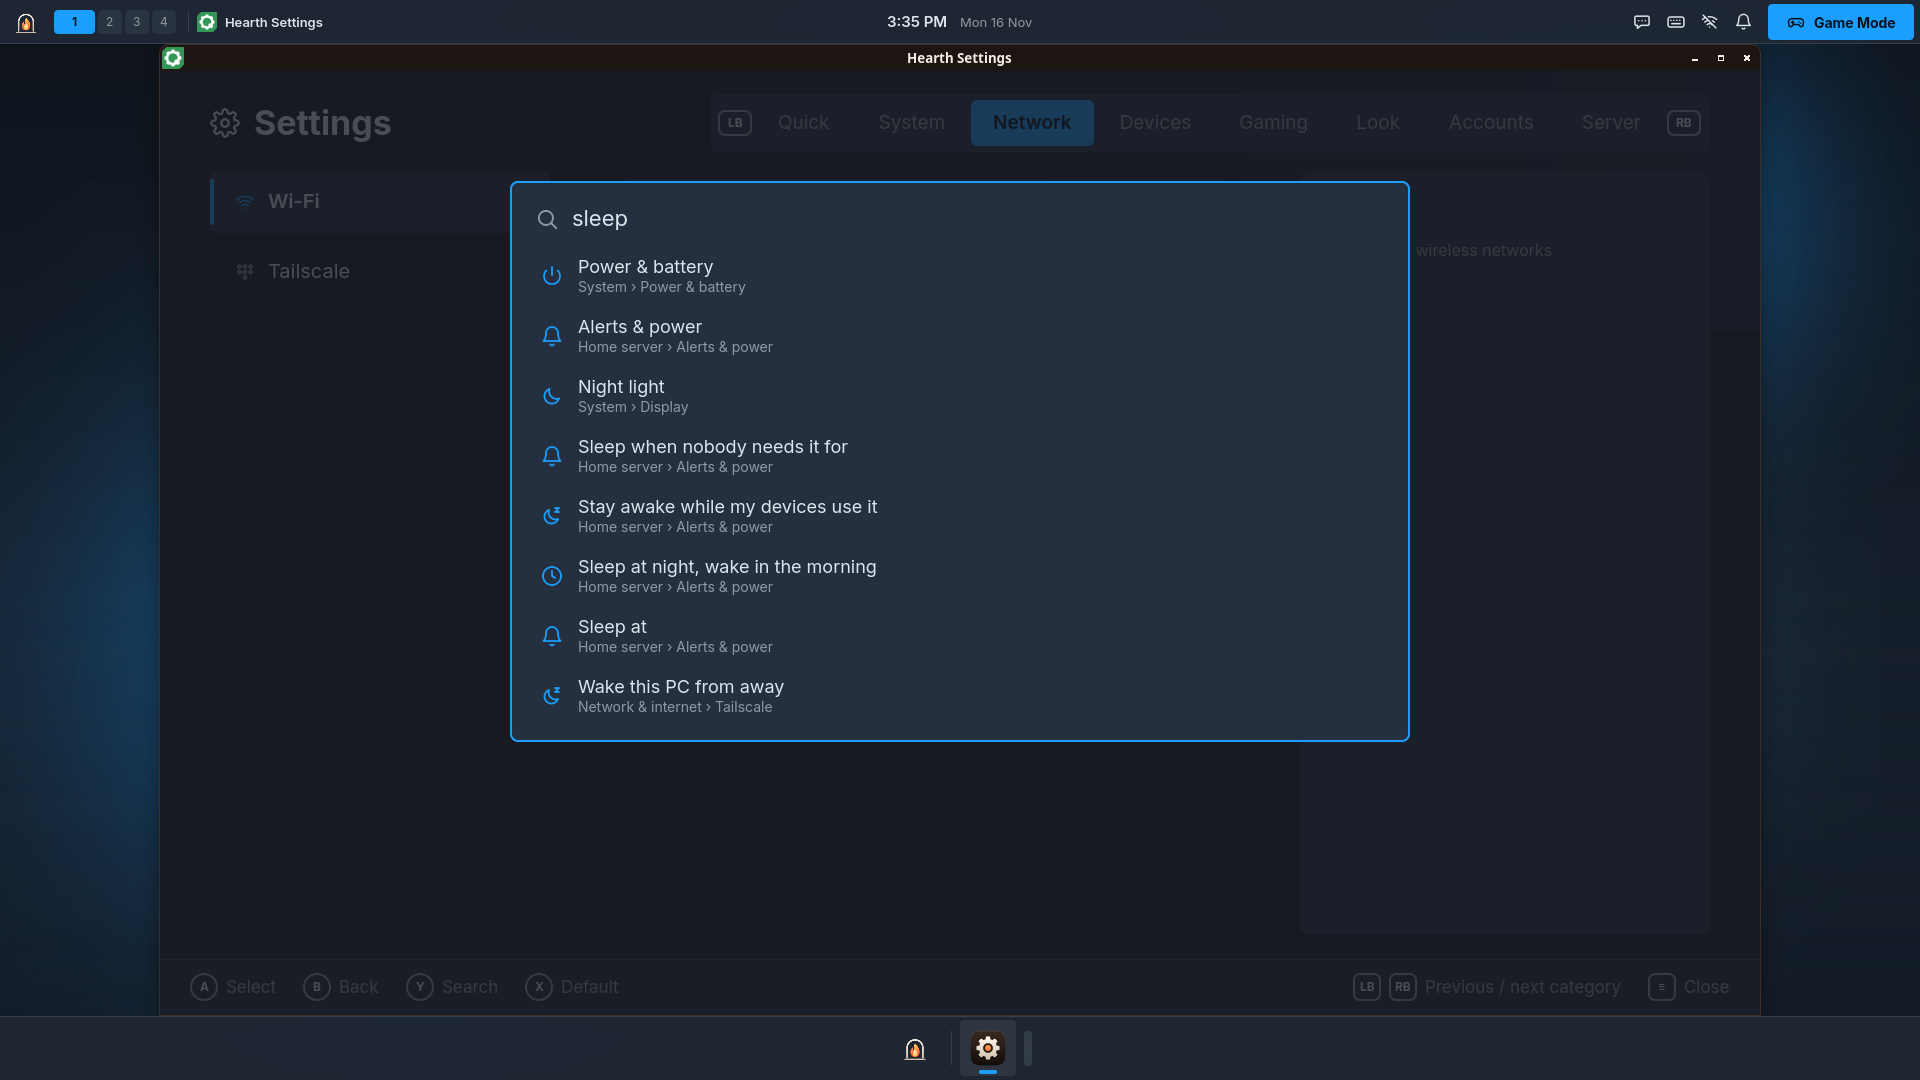 1 2 3 4 Hearth Settings 3:35 PM Mon 16 Nov Game Mode
Hearth Settings
Settings
LB Quick System Network Devices Gaming Look Accounts Server RB
Wi-Fi
Tailscale
wireless networks
sleep
Power & battery
System › Power & battery
Alerts & power
Home server › Alerts & power
Night light
System › Display
Sleep when nobody needs it for
Home server › Alerts & power
Stay awake while my devices use it
Home server › Alerts & power
Sleep at night, wake in the morning
Home server › Alerts & power
Sleep at
Home server › Alerts & power
Wake this PC from away
Network & internet › Tailscale
A Select B Back Y Search X Default LB RB Previous / next category ≡ Close